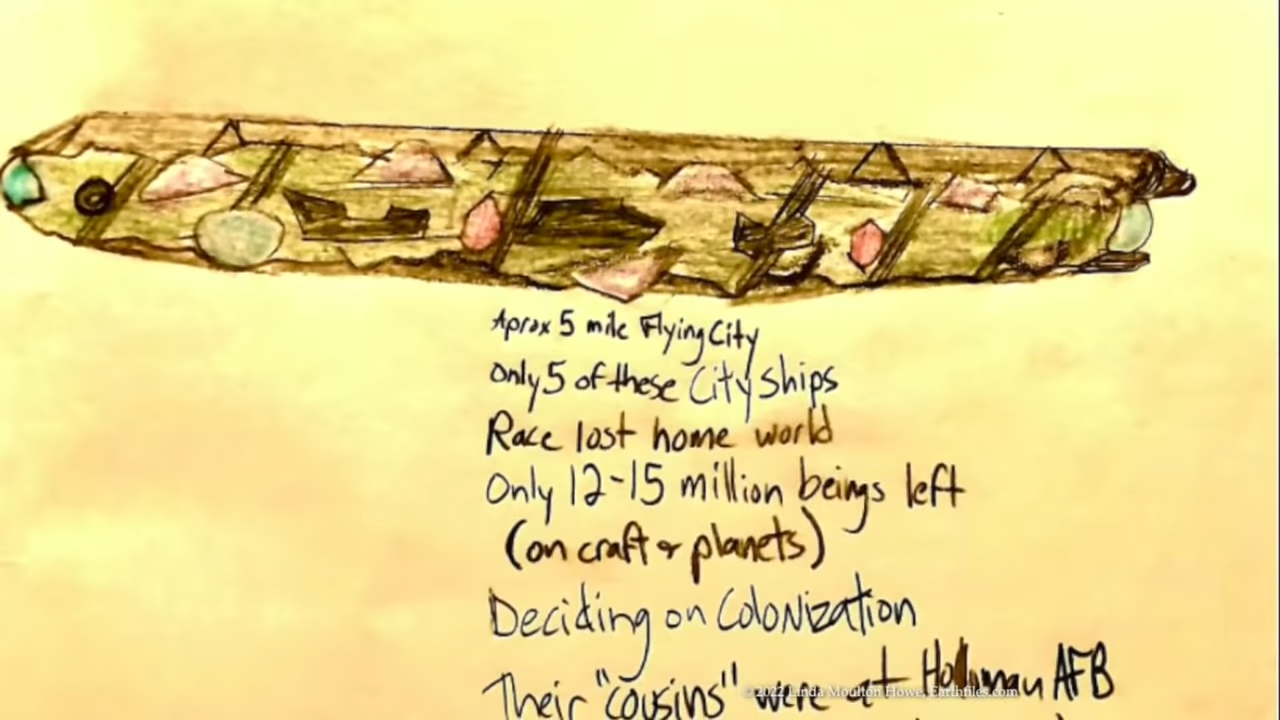 Aprox 5 mile Flying City
Only 5 of these City Ships
Race lost home world
Only 12-15 million beings left
(on craft & planets)
Deciding on Colonization
Their "cousins" were at Holloman AFB
©2022 Linda Moulton Howe, Earthfiles.com